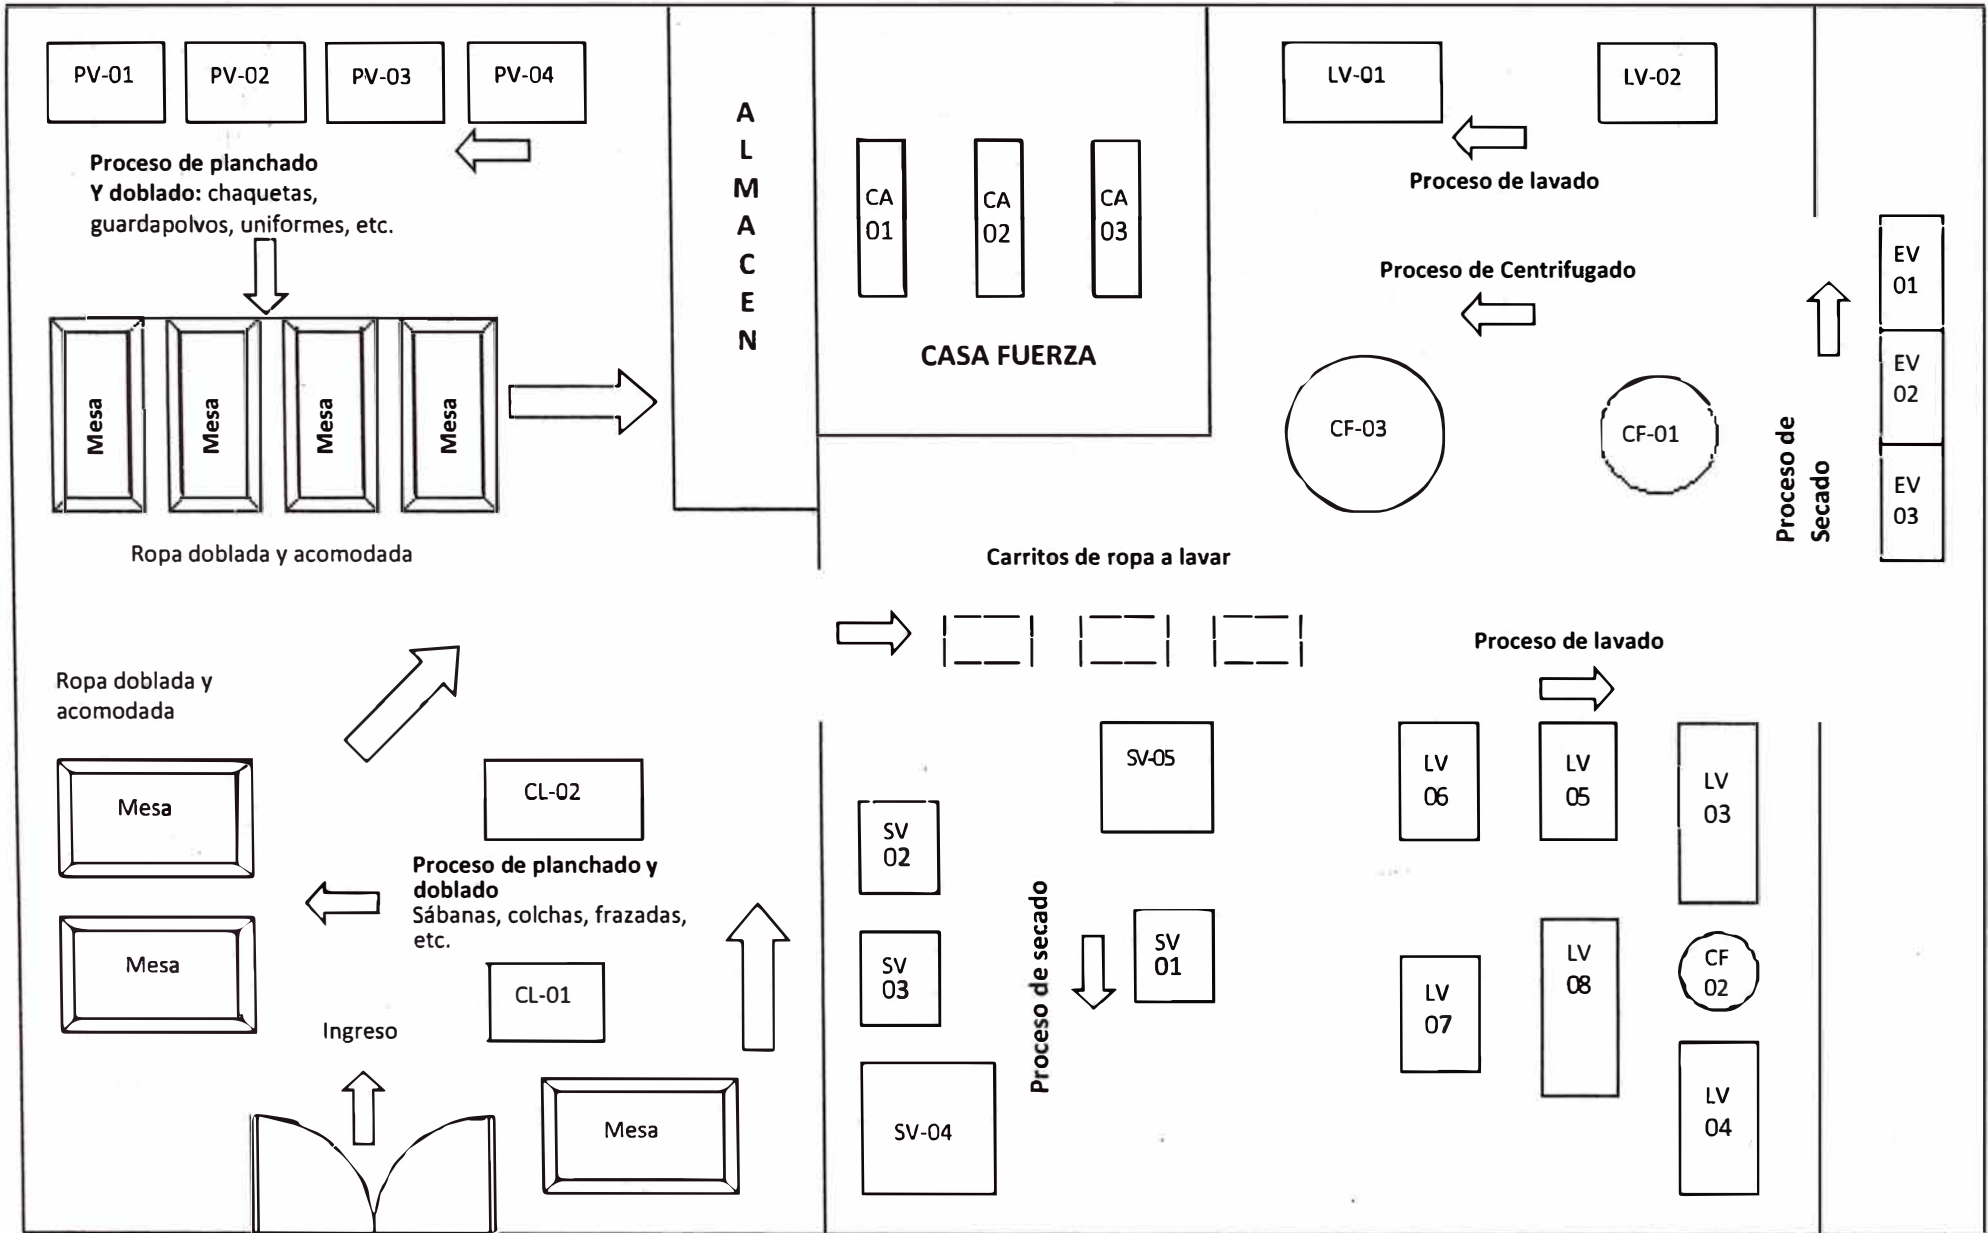 PV-01
PV-02
PV-03
PV-04
Proceso de planchado
Y doblado: chaquetas,
guardapolvos, uniformes, etc.
Mesa
Mesa
Mesa
Mesa
Ropa doblada y acomodada
A
L
M
A
C
E
N
CA
01
CA
02
CA
03
CASA FUERZA
LV-01
LV-02
Proceso de lavado
Proceso de Centrifugado
CF-03
CF-01
Proceso de
Secado
EV
01
EV
02
EV
03
Carritos de ropa a lavar
Proceso de lavado
Ropa doblada y
acomodada
Mesa
Mesa
CL-02
Proceso de planchado y
doblado
Sábanas, colchas, frazadas,
etc.
CL-01
Ingreso
Mesa
SV-05
SV
02
SV
03
SV-04
Proceso de secado
SV
01
LV
06
LV
05
LV
03
LV
07
LV
08
CF
02
LV
04